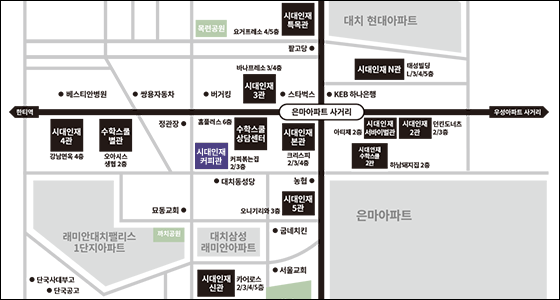 목련공원
시대인재
특목관
요거트레소 4/5층
대치 현대아파트
팔고당
바나트레소 3/4층
시대인재
3관
시대인재 N관
태성빌딩
L/3/4/5층
베스티안병원
쌍용자동차
버거킹
스타벅스
KEB 하나은행
한티역
은마아파트 사거리
우성아파트 사거리
시대인재
4관
강남면옥 4층
수학스쿨
별관
오아시스
생협 2층
정관장
홈플러스 6층
수학스쿨
상담센터
시대인재
커피관
커피볶는집
2/3층
시대인재
본관
크리스피
2/3/4층
아티제 2층
시대인재
서바이벌관
시대인재
2관
던킨도너츠
2/3층
시대인재
수학스쿨
2관
하남돼지집 2층
대치동성당
농협
묘동교회
오니기리와 3층
시대인재
5관
은마아파트
래미안대치팰리스
1단지아파트
까치공원
대치삼성
래미안아파트
굽네치킨
단국사대부고
단국공고
시대인재
신관
카어로스
2/3/4/5층
서울교회